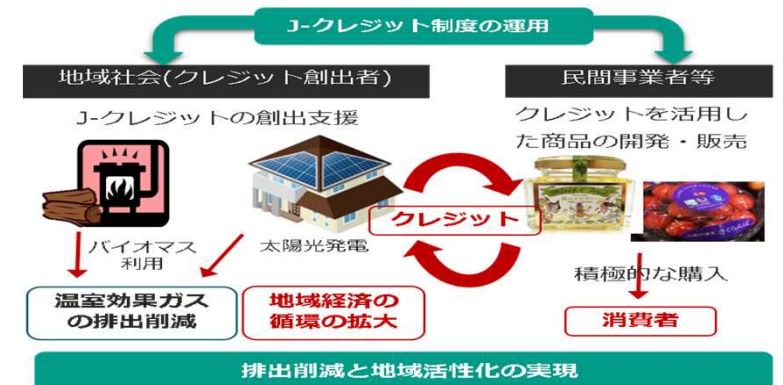 J-クレジット制度の運用
地域社会(クレジット創出者)
民間事業者等
J-クレジットの創出支援
クレジットを活用し
た商品の開発・販売
クレジット
バイオマス
利用
太陽光発電
積極的な購入
温室効果ガス
の排出削減
地域経済の
循環の拡大
消費者
排出削減と地域活性化の実現